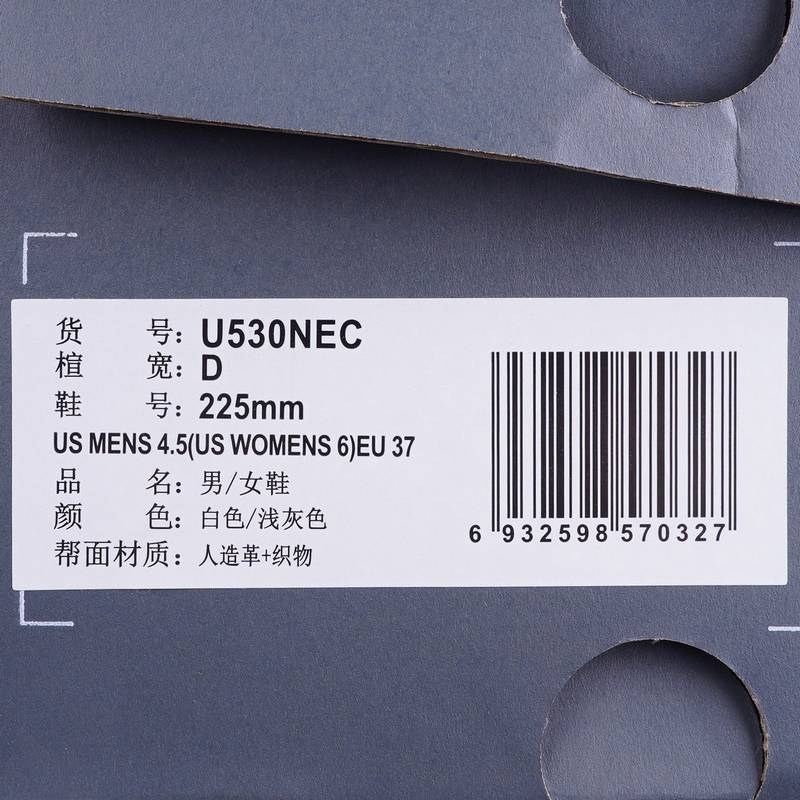 货 号：U530NEC
楦 宽：D
鞋 号：225mm
US MENS 4.5(US WOMENS 6)EU 37
品 名：男/女鞋
颜 色：白色/浅灰色
帮面材质：人造革+织物
6 932598 570327